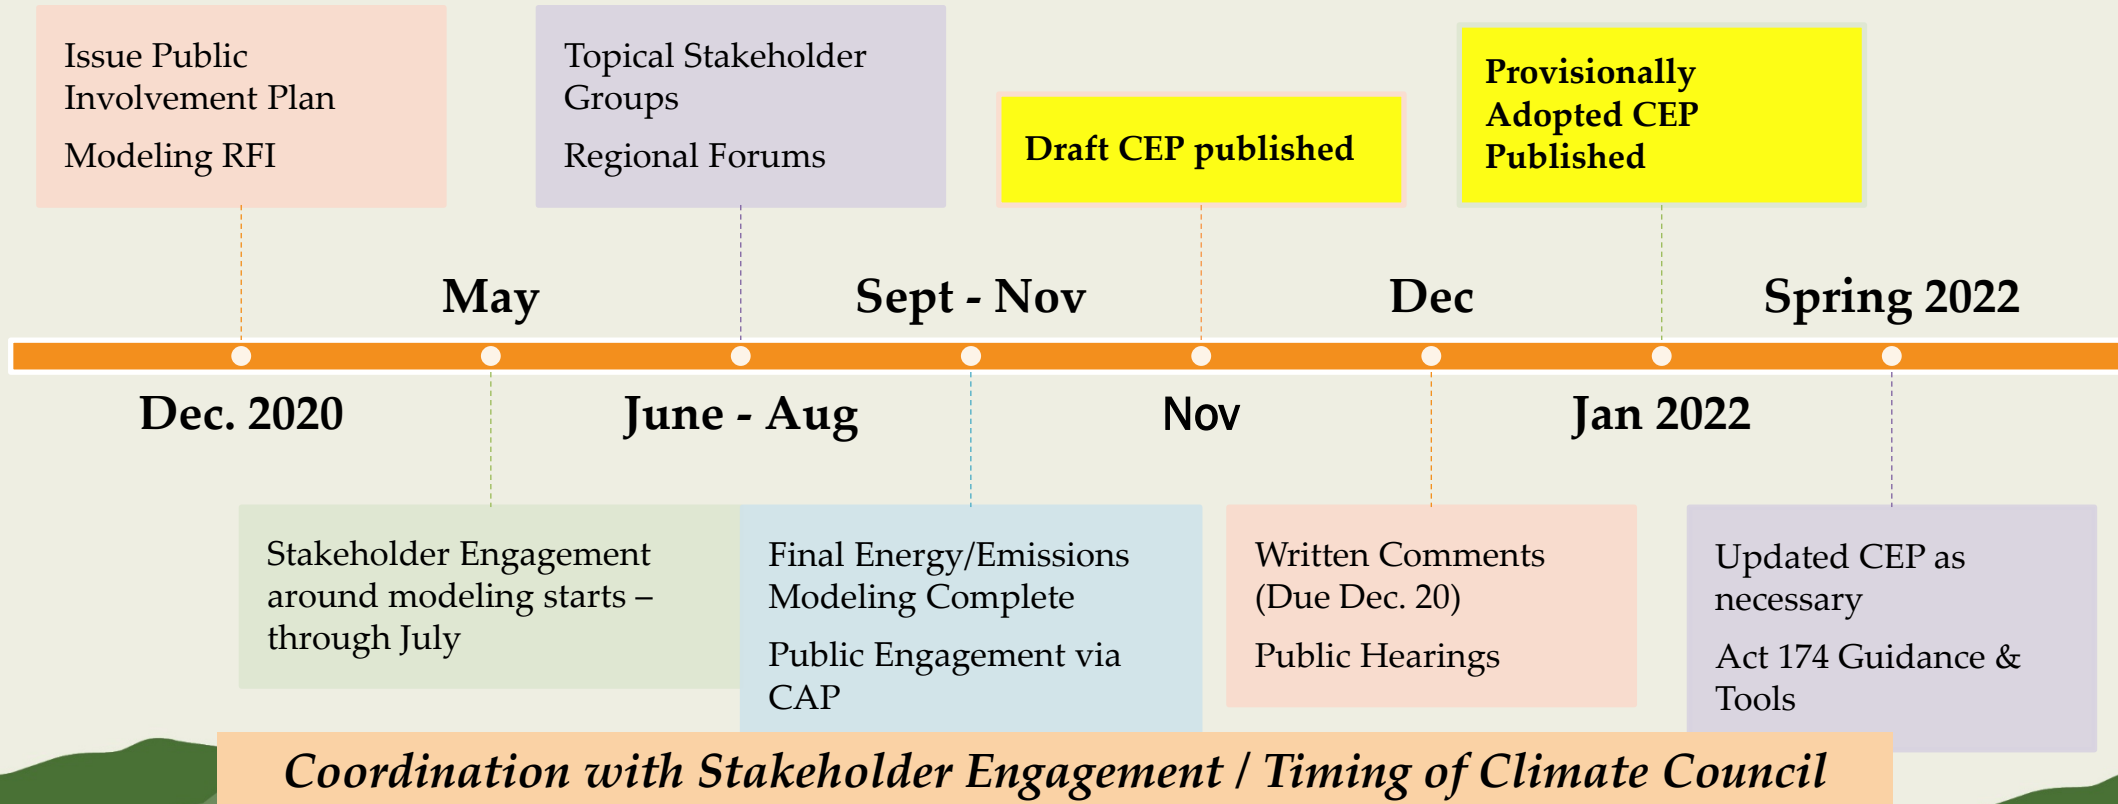 Issue Public
Involvement Plan
Modeling RFI
Topical Stakeholder
Groups
Regional Forums
Draft CEP published
Provisionally
Adopted CEP
Published
May
Sept - Nov
Dec
Spring 2022
Dec. 2020
June - Aug
Nov
Jan 2022
Stakeholder Engagement
around modeling starts –
through July
Final Energy/Emissions
Modeling Complete
Public Engagement via
CAP
Written Comments
(Due Dec. 20)
Public Hearings
Updated CEP as
necessary
Act 174 Guidance &
Tools
Coordination with Stakeholder Engagement / Timing of Climate Council